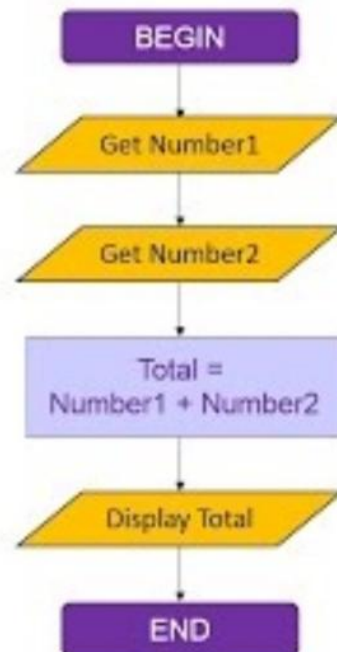 BEGIN
Get Number1
Get Number2
Total =
Number1 + Number2
Display Total
END